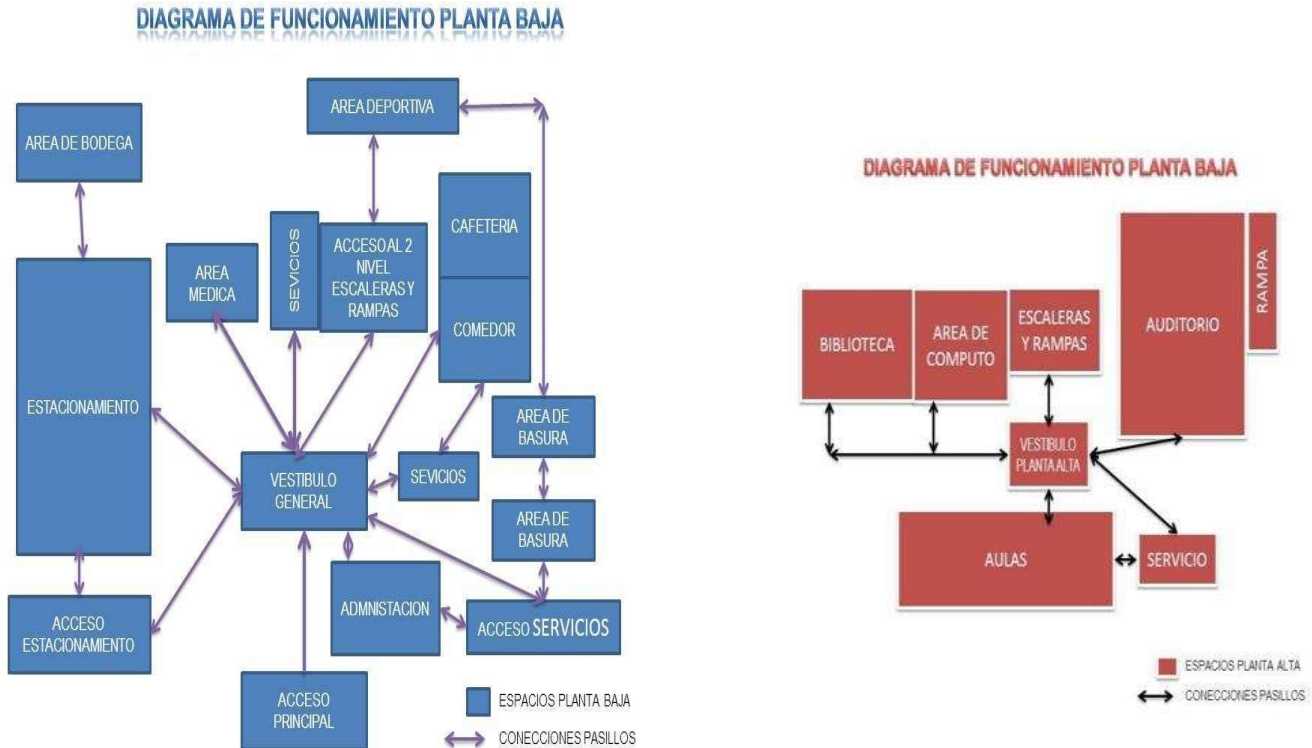 DIAGRAMA DE FUNCIONAMIENTO PLANTA BAJA
AREA DEPORTIVA
AREA DE BODEGA
CAFETERIA
SEVICIOS
ACCESO AL 2
NIVEL
ESCALERAS Y
RAMPAS
AREA
MEDICA
COMEDOR
ESTACIONAMIENTO
AREA DE
BASURA
VESTIBULO
GENERAL
SEVICIOS
AREA DE
BASURA
ADMNISTACION
ACCESO SERVICIOS
ACCESO
ESTACIONAMIENTO
ACCESO
PRINCIPAL
ESPACIOS PLANTA BAJA
CONECCIONES PASILLOS
DIAGRAMA DE FUNCIONAMIENTO PLANTA BAJA
BIBLIOTECA
AREA DE
COMPUTO
ESCALERAS
Y RAMPAS
AUDITORIO
RAMPA
VESTIBULO
PLANTA ALTA
AULAS
SERVICIO
ESPACIOS PLANTA ALTA
CONECCIONES PASILLOS